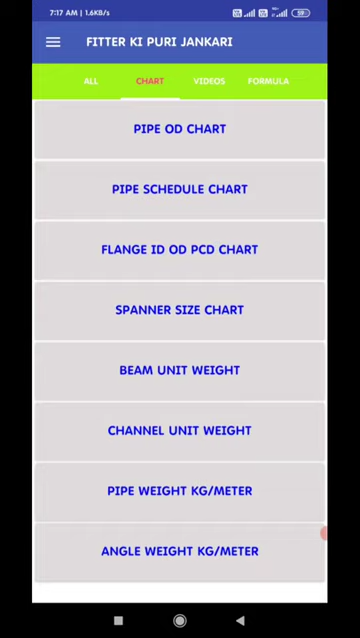 7:17 AM | 1.6KB/s
59
FITTER KI PURI JANKARI
ALL CHART VIDEOS FORMULA
PIPE OD CHART
PIPE SCHEDULE CHART
FLANGE ID OD PCD CHART
SPANNER SIZE CHART
BEAM UNIT WEIGHT
CHANNEL UNIT WEIGHT
PIPE WEIGHT KG/METER
ANGLE WEIGHT KG/METER